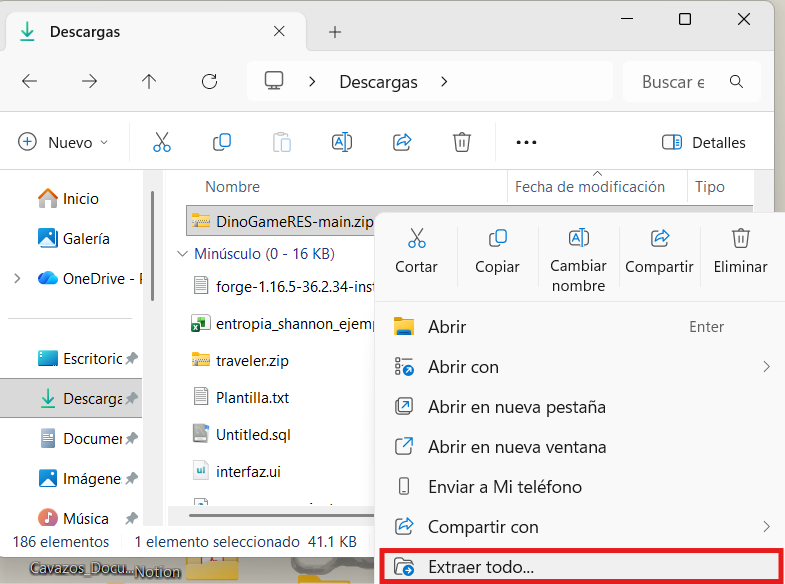 Descargas
Descargas
Buscar e
Nuevo
Detalles
Nombre
Fecha de modificación
Tipo
Inicio
Galería
OneDrive -
Escritorio
Descarga
Documen
Imágene
Música
DinoGameRES-main.zip
Minúsculo (0 - 16 KB)
forge-1.16.5-36.2.34-inst
entropia_shannon_ejemp
traveler.zip
Plantilla.txt
Untitled.sql
interfaz.ui
Cortar
Copiar
Cambiar
nombre
Compartir
Eliminar
Abrir
Enter
Abrir con
Abrir en nueva pestaña
Abrir en nueva ventana
Enviar a Mi teléfono
Compartir con
Extraer todo...
186 elementos
1 elemento seleccionado 41.1 KB
Cavazos_Docu...
Notion